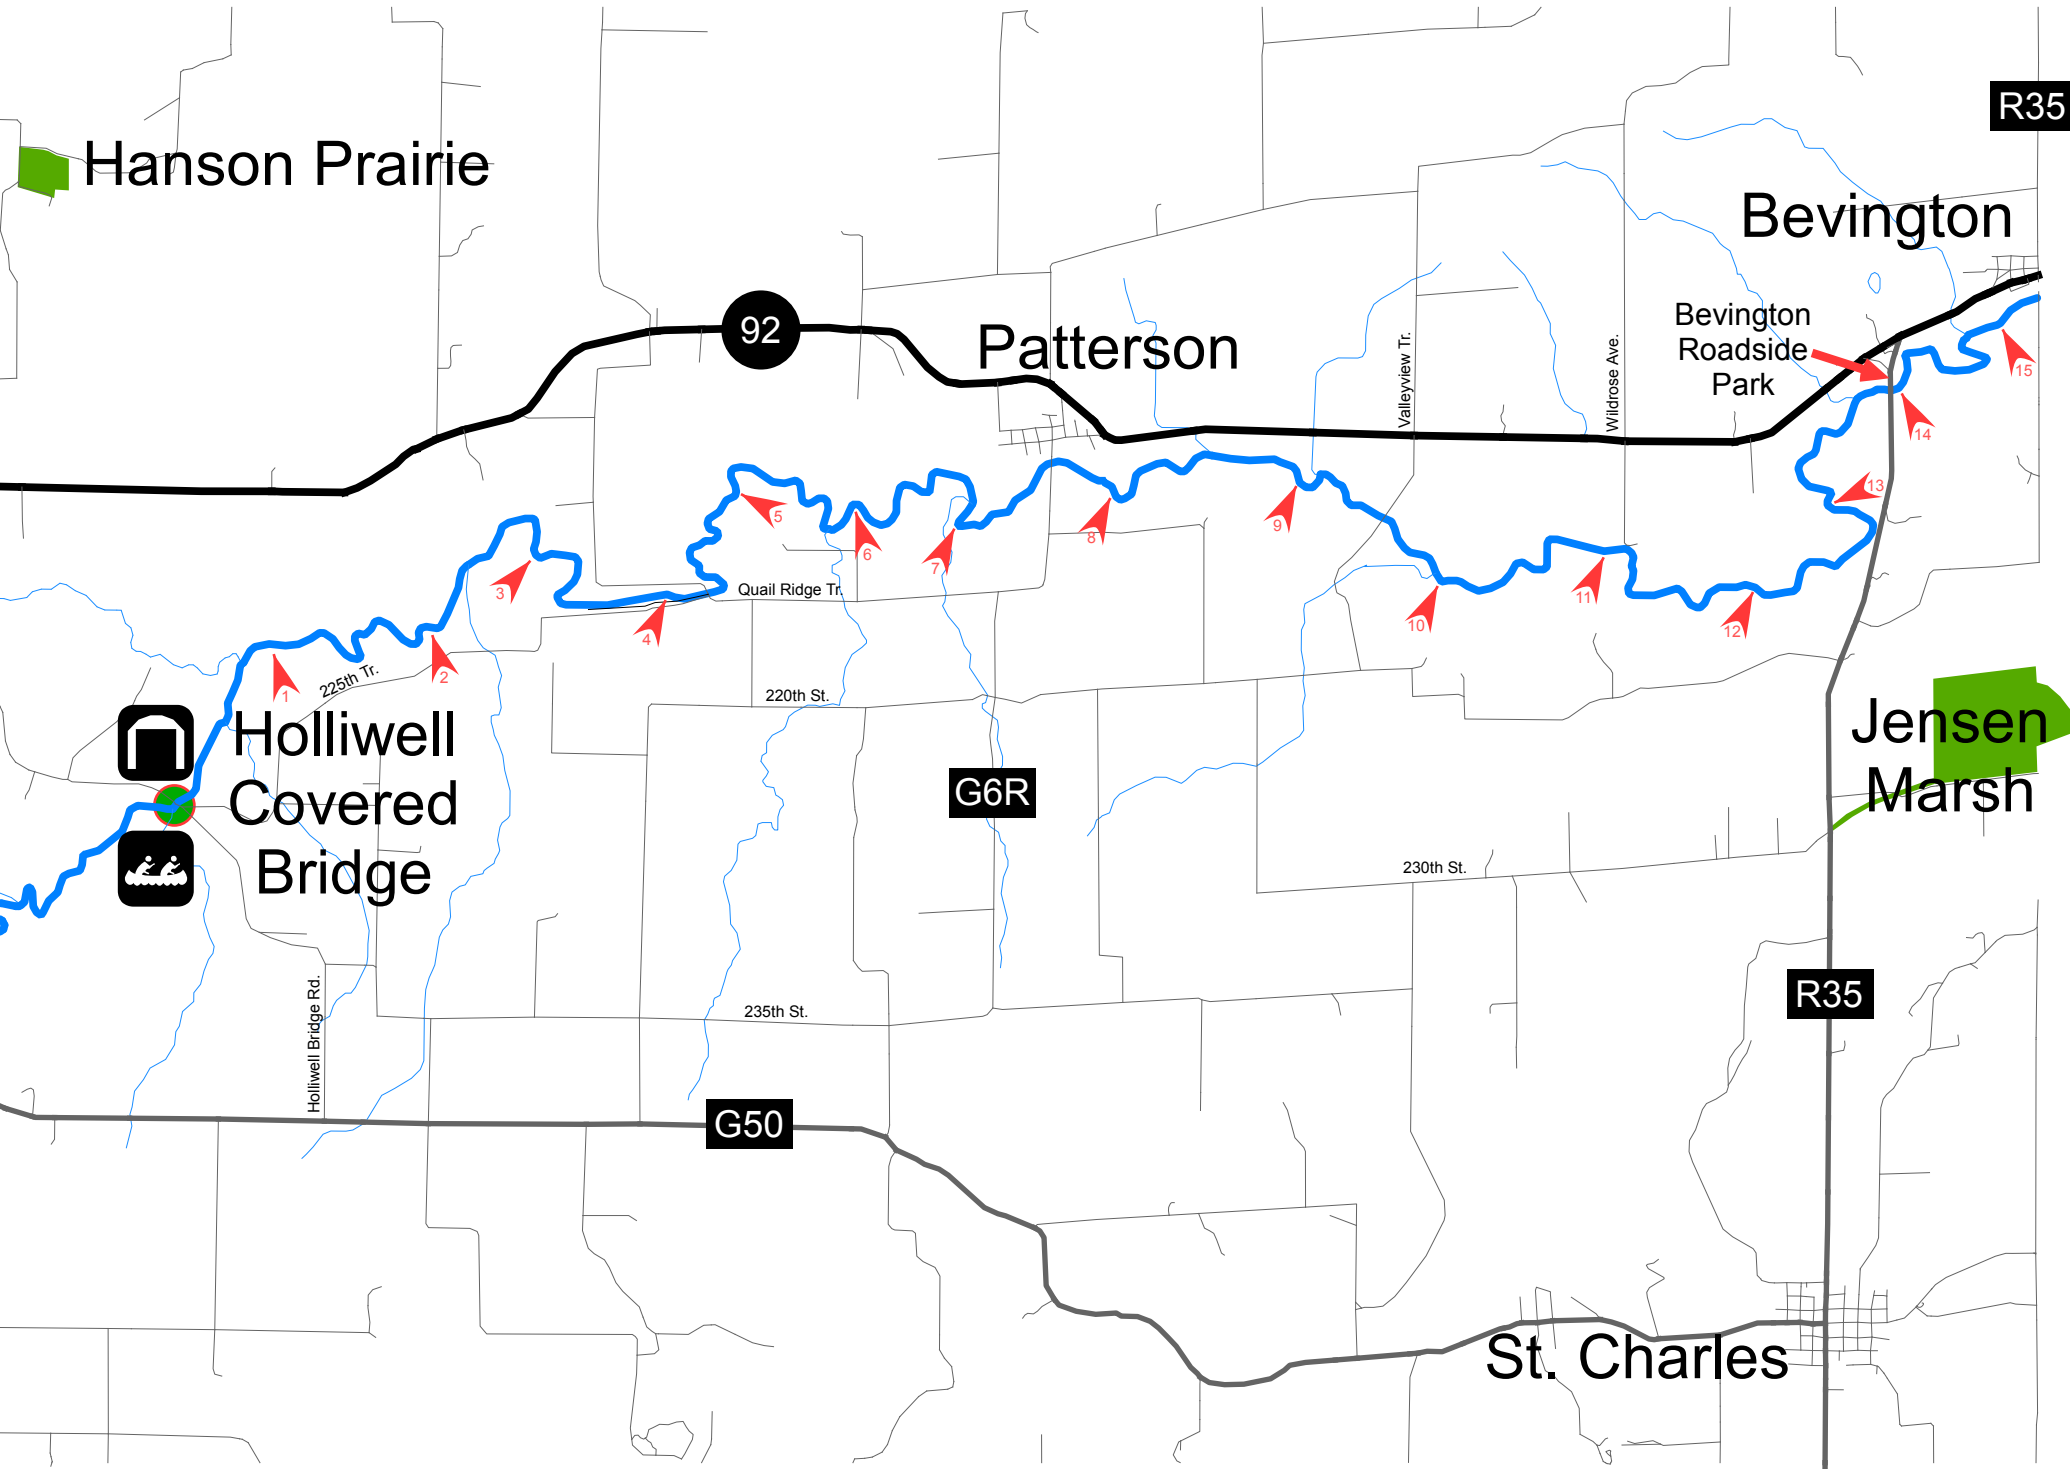 R35
Hanson Prairie
Bevington
Bevington
Roadside
Park
92
Patterson
Valleyview Tr.
Wildrose Ave.
15
14
13
5
6
7
8
9
3
4
Quail Ridge Tr.
10
11
12
1
2
225th Tr.
220th St.
Holliwell
Covered
Bridge
G6R
Jensen
Marsh
230th St.
Holliwell Bridge Rd.
235th St.
R35
G50
St. Charles